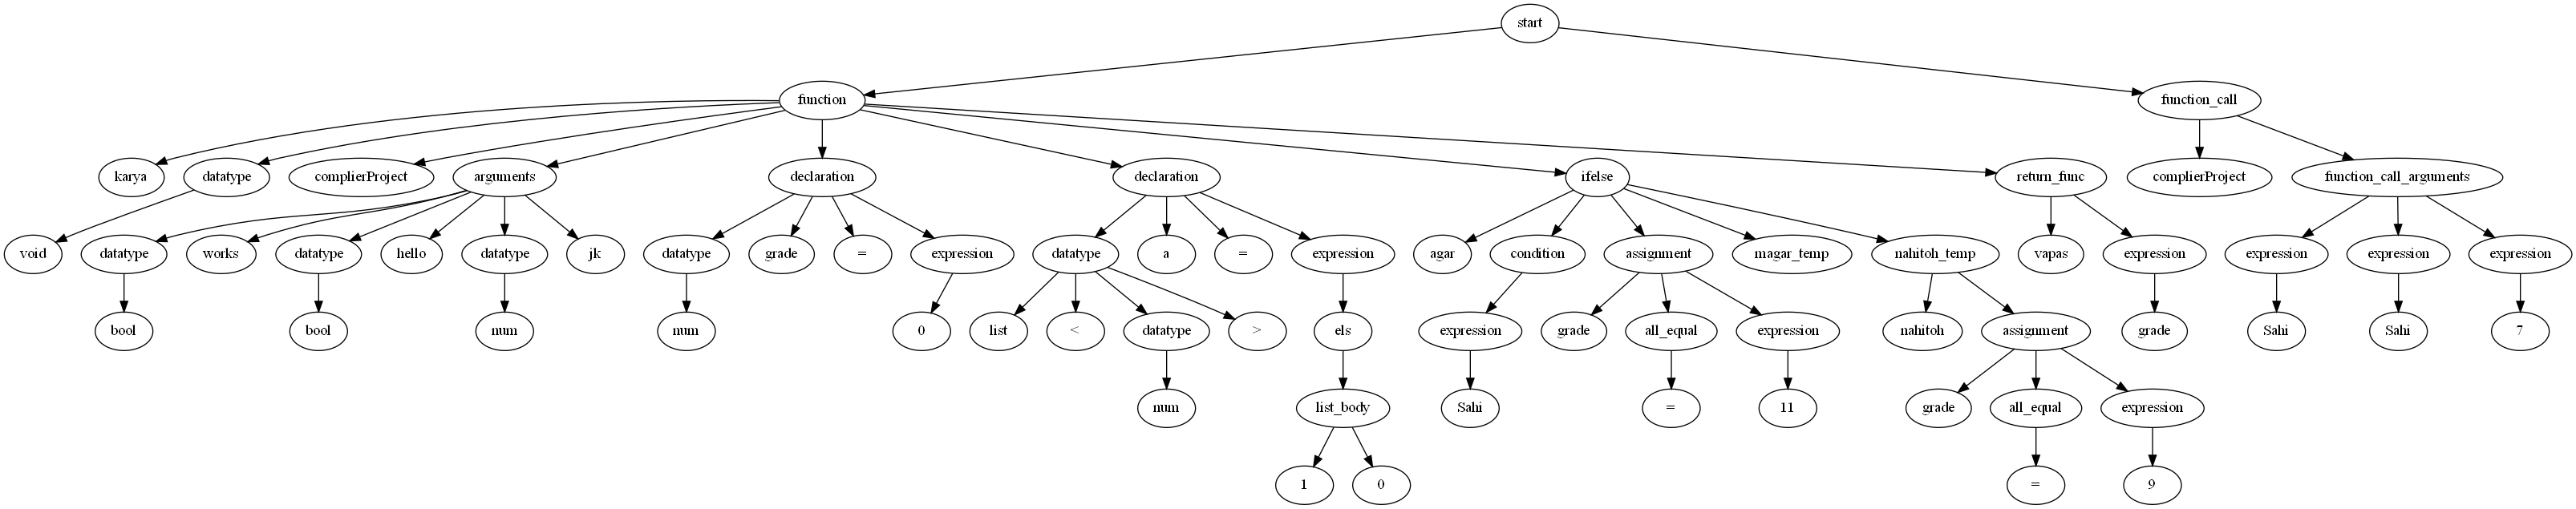 start
function function_call
karya datatype complierProject arguments declaration declaration ifelse return_func complierProject function_call_arguments
void datatype works datatype hello datatype jk datatype grade = expression datatype a = expression agar condition assignment magar_temp nahitoh_temp vapas expression expression expression expression
bool bool num num 0 list < datatype > els expression grade all_equal expression nahitoh assignment grade Sahi Sahi 7
num list_body Sahi = 11 grade all_equal expression
1 0 = 9